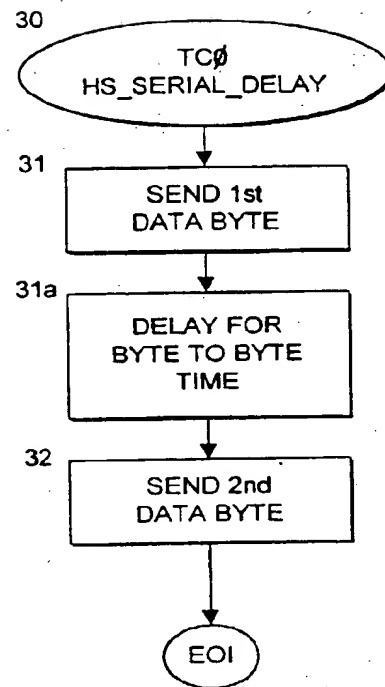 30
TCØ
HS_SERIAL_DELAY
31
SEND 1st
DATA BYTE
31a
DELAY FOR
BYTE TO BYTE
TIME
32
SEND 2nd
DATA BYTE
EOI